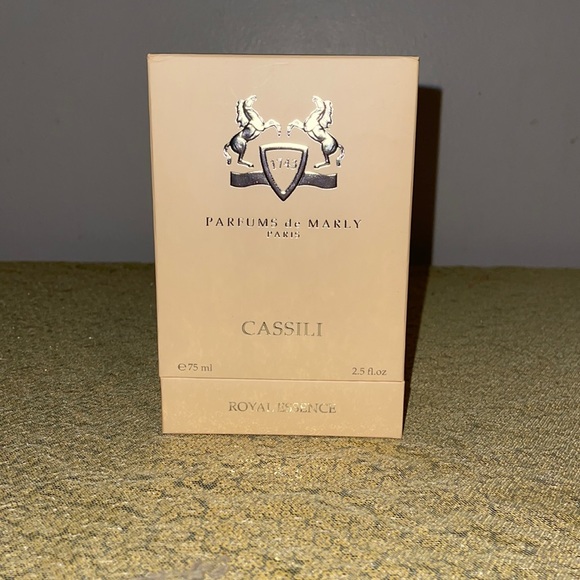 1743
PARFUMS de MARLY
PARIS
CASSILI
℮75 ml 2.5 fl.oz
ROYAL ESSENCE